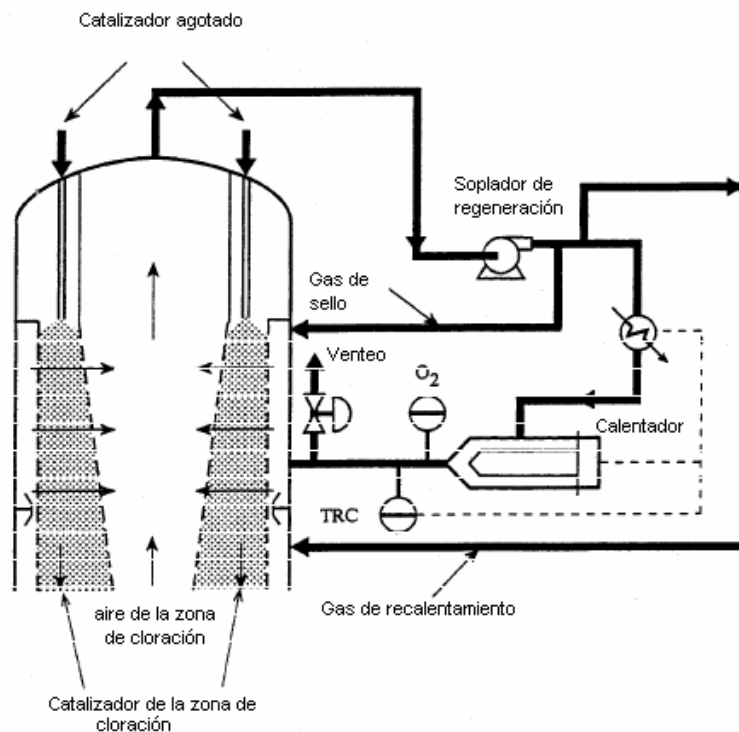 Catalizador agotado
Soplador de
regeneración
Gas de
sello
Venteo
O2
Calentador
TRC
Gas de recalentamiento
aire de la zona
de cloración
Catalizador de la zona de
cloración